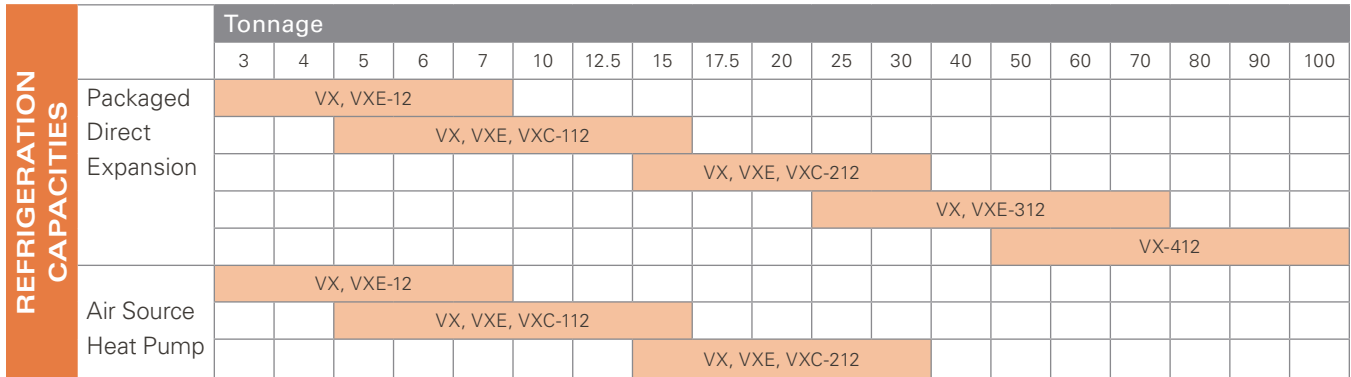 REFRIGERATION
CAPACITIES
Tonnage
3 4 5 6 7 10 12.5 15 17.5 20 25 30 40 50 60 70 80 90 100
Packaged
Direct
Expansion
VX, VXE-12
VX, VXE, VXC-112
VX, VXE, VXC-212
VX, VXE-312
VX-412
Air Source
Heat Pump
VX, VXE-12
VX, VXE, VXC-112
VX, VXE, VXC-212